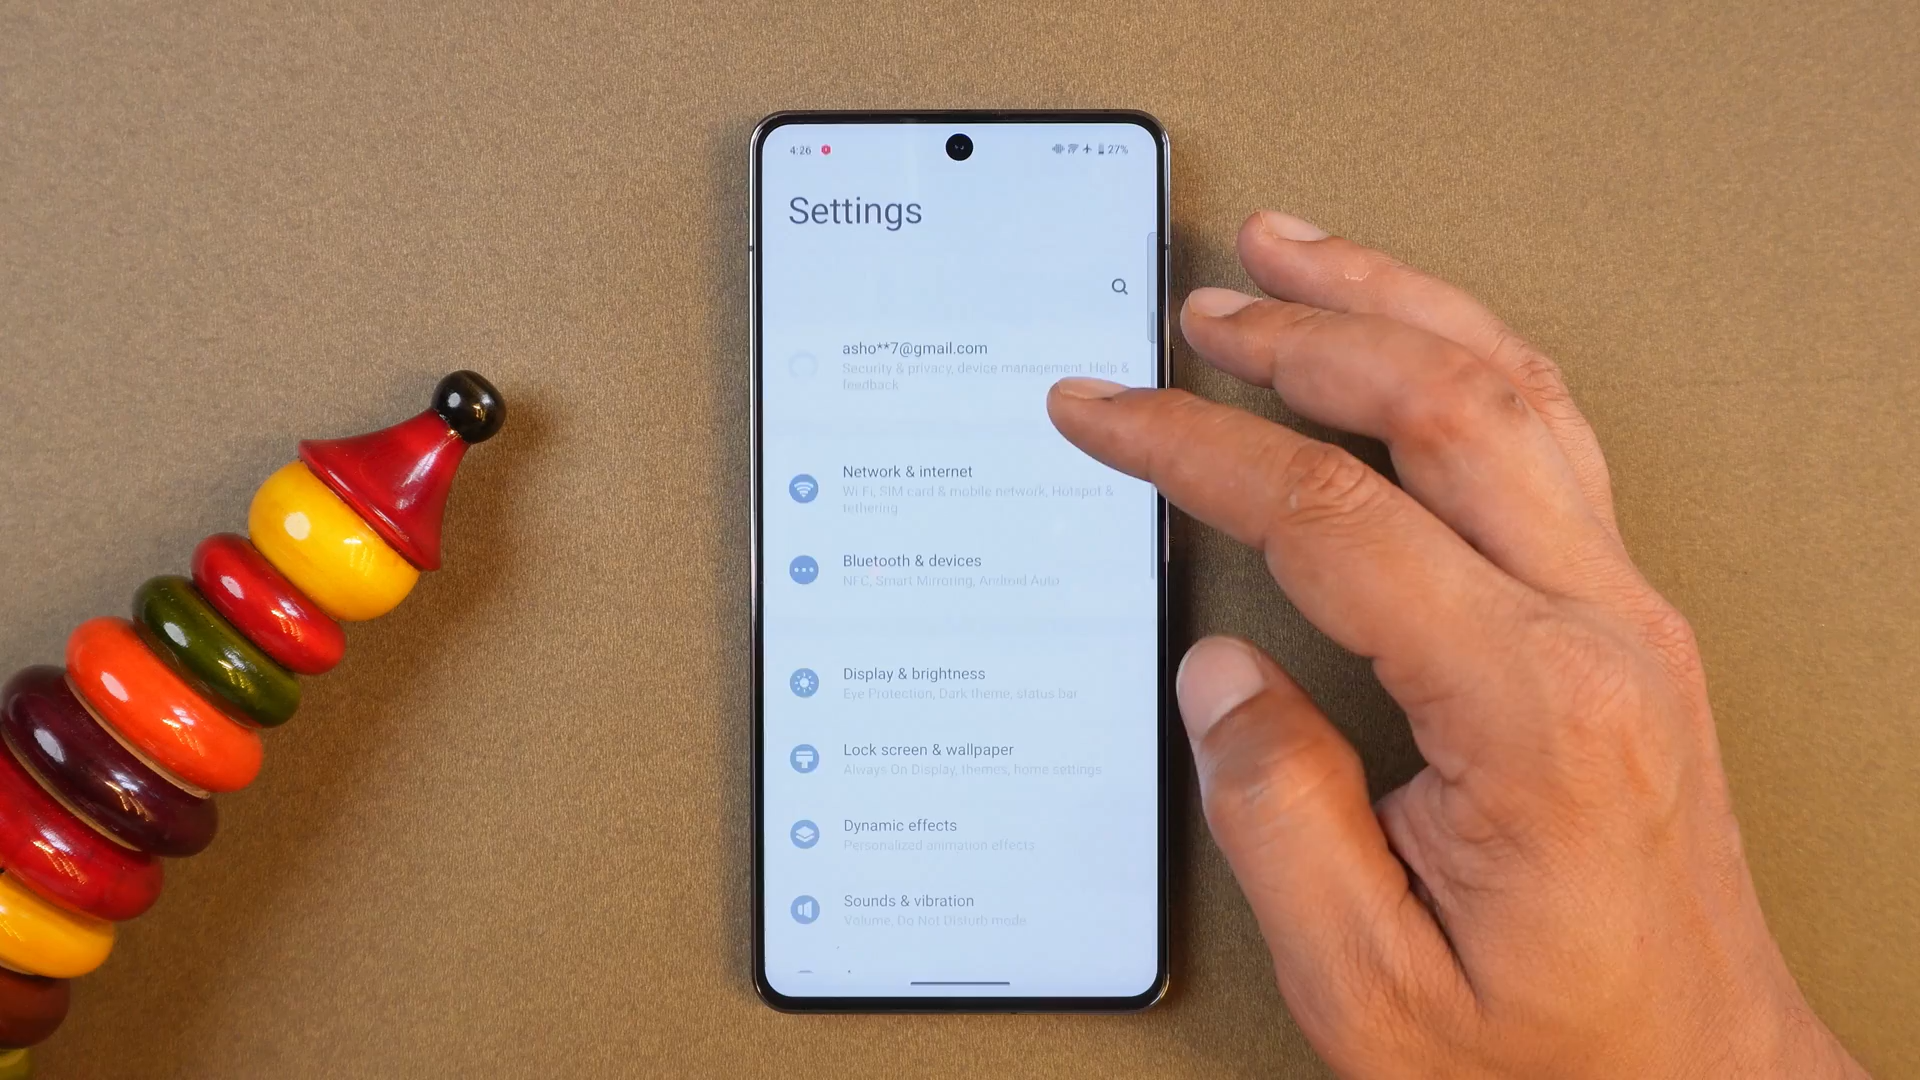 4:26
27%
Settings
asho**7@gmail.com
Security & privacy, device management, Help &
feedback
Network & internet
Wi Fi, SIM card & mobile network, Hotspot &
tethering
Bluetooth & devices
NFC, Smart Mirroring, Android Auto
Display & brightness
Eye Protection, Dark theme, status bar
Lock screen & wallpaper
Always On Display, themes, home settings
Dynamic effects
Personalized animation effects
Sounds & vibration
Volume, Do Not Disturb mode